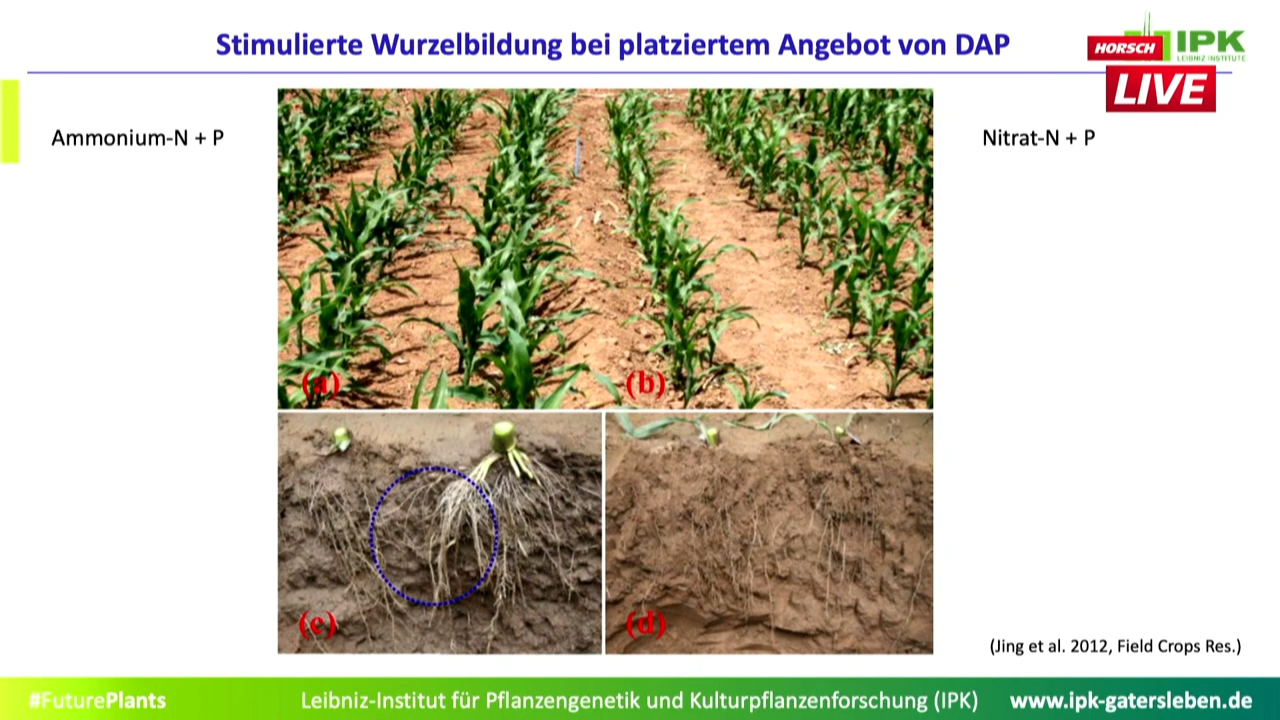 Stimulierte Wurzelbildung bei platziertem Angebot von DAP
HORSCH
LIVE
IPK
LEIBNIZ INSTITUTE
Ammonium-N + P
Nitrat-N + P
(a)
(b)
(c)
(d)
(Jing et al. 2012, Field Crops Res.)
#FuturePlants
Leibniz-Institut für Pflanzengenetik und Kulturpflanzenforschung (IPK)
www.ipk-gatersleben.de